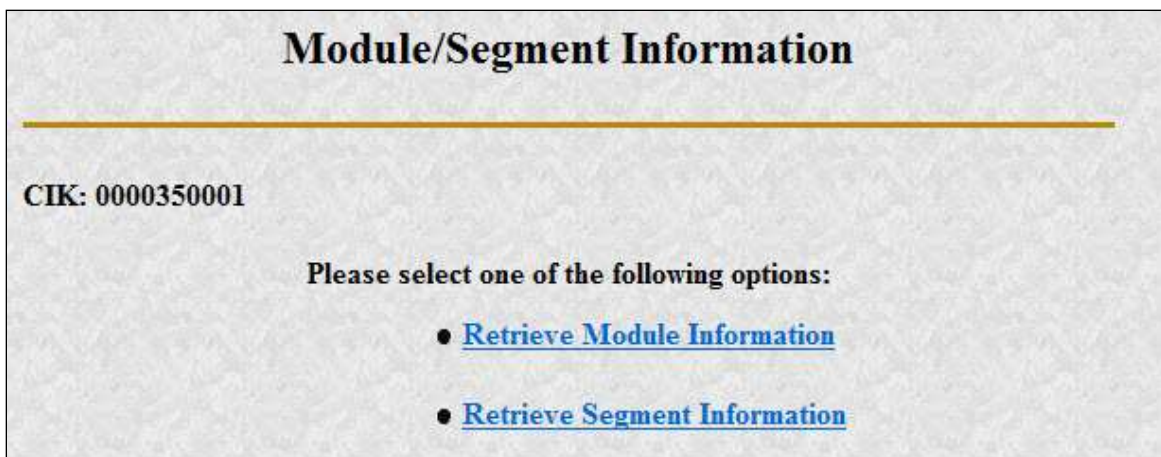 Module/Segment Information
CIK: 0000350001
Please select one of the following options:
Retrieve Module Information
Retrieve Segment Information